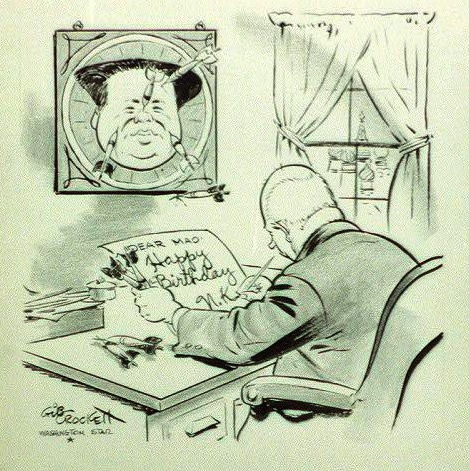 DEAR MAO
Happy
Birthday
N.K.
GiB
CROCKETT
WASHINGTON STAR